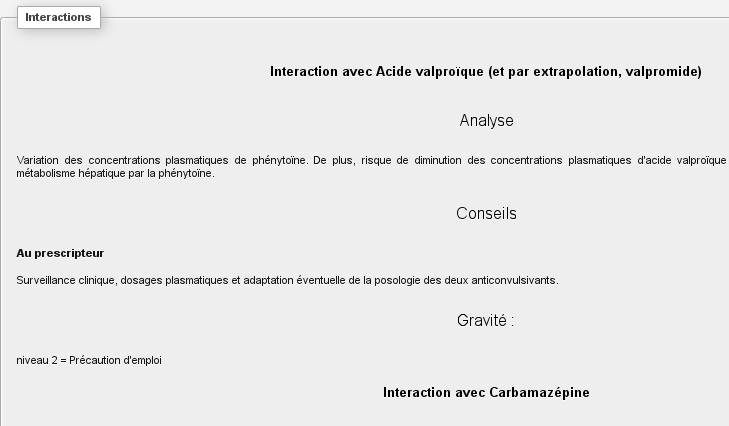 Interactions
Interaction avec Acide valproïque (et par extrapolation, valpromide)
Analyse
Variation des concentrations plasmatiques de phénytoïne. De plus, risque de diminution des concentrations plasmatiques d'acide valproïque
métabolisme hépatique par la phénytoïne.
Conseils
Au prescripteur
Surveillance clinique, dosages plasmatiques et adaptation éventuelle de la posologie des deux anticonvulsivants.
Gravité :
niveau 2 = Précaution d'emploi
Interaction avec Carbamazépine